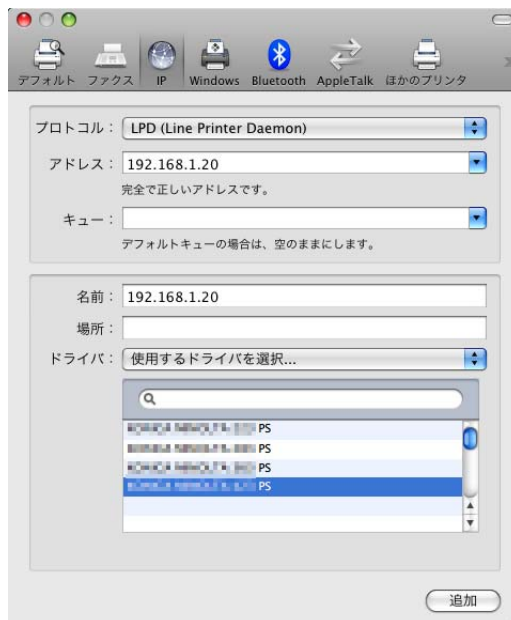 デフォルト ファクス IP Windows Bluetooth AppleTalk ほかのプリンタ
プロトコル： LPD (Line Printer Daemon)
アドレス： 192.168.1.20
完全で正しいアドレスです。
キュー：
デフォルトキューの場合は、空のままにします。
名前： 192.168.1.20
場所：
ドライバ： 使用するドライバを選択...
PS
PS
PS
PS
追加